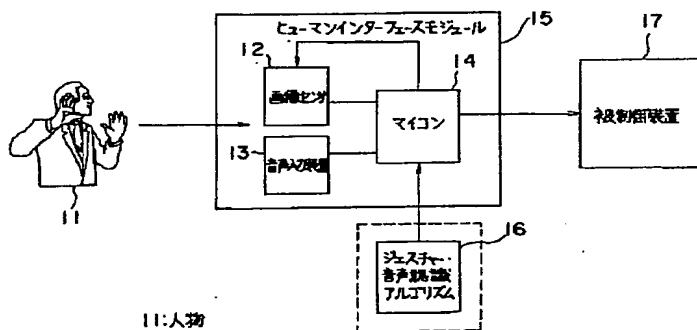 ヒューマンインターフェースモジュール
15
17
12
14
画像センサ
マイコン
被制御装置
13
音声入力装置
11
16
ジェスチャー・
音声認識
アルゴリズム
11:人物